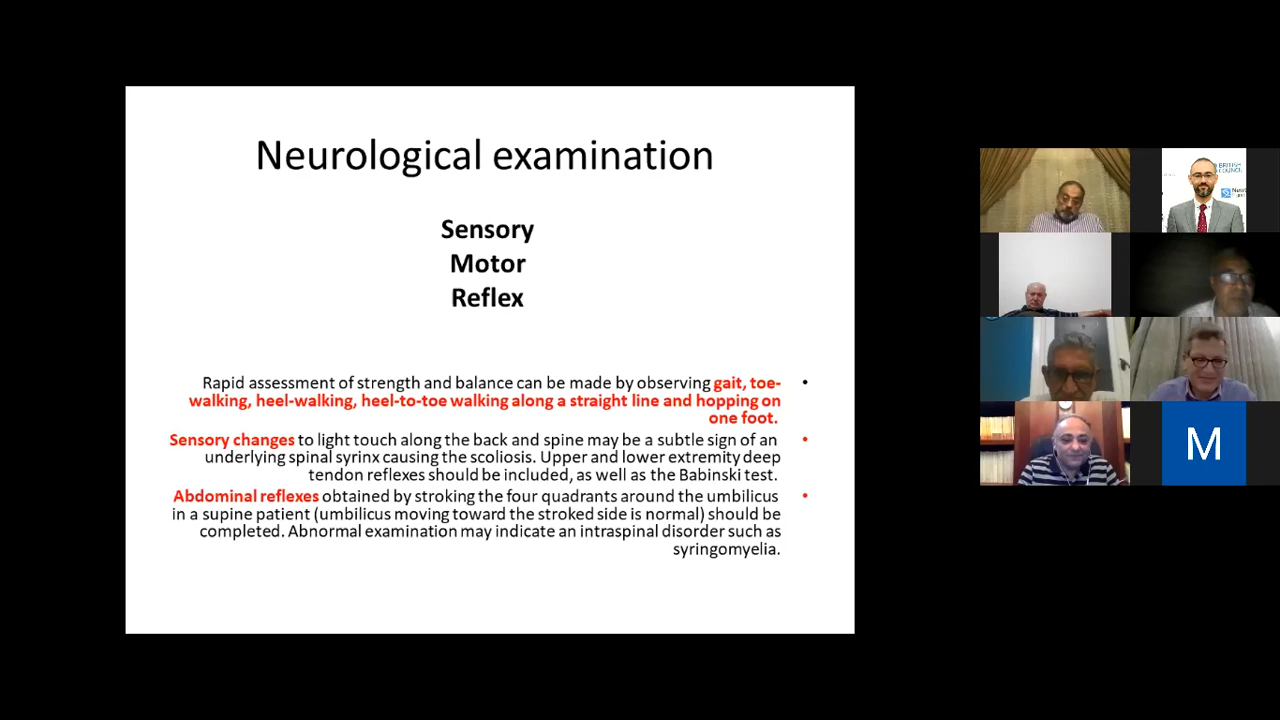 Neurological examination
Sensory
Motor
Reflex
Rapid assessment of strength and balance can be made by observing gait, toe- •
walking, heel-walking, heel-to-toe walking along a straight line and hopping on
one foot.
Sensory changes to light touch along the back and spine may be a subtle sign of an •
underlying spinal syrinx causing the scoliosis. Upper and lower extremity deep
tendon reflexes should be included, as well as the Babinski test.
Abdominal reflexes obtained by stroking the four quadrants around the umbilicus •
in a supine patient (umbilicus moving toward the stroked side is normal) should be
completed. Abnormal examination may indicate an intraspinal disorder such as
syringomyelia.
BRITISH
COUNCIL
M